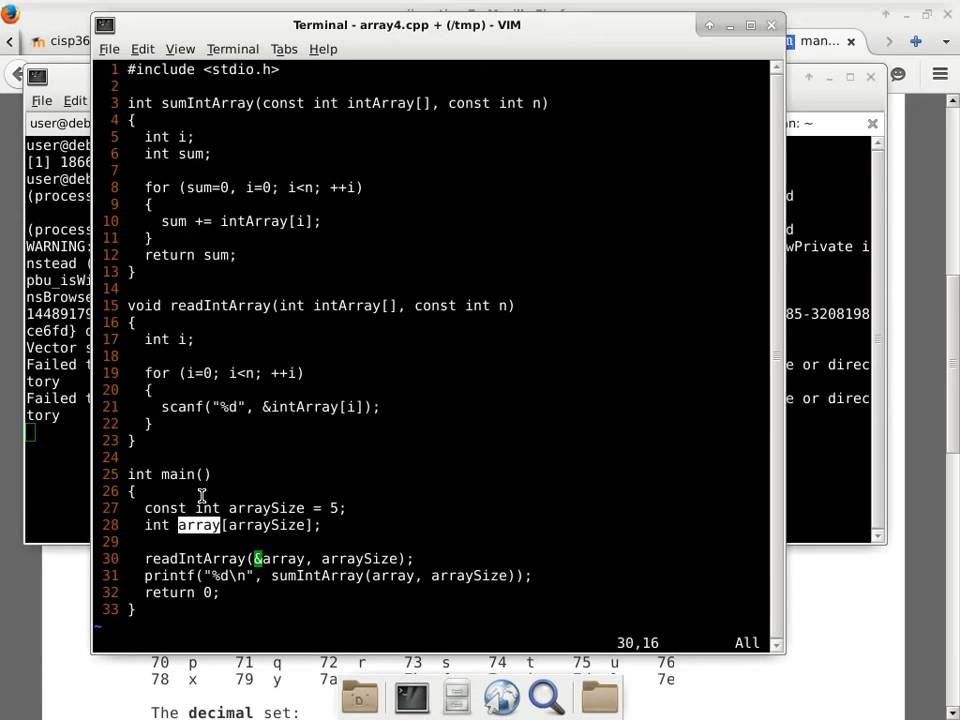 cisp36
man...
Terminal - array4.cpp + (/tmp) - VIM
File Edit View Terminal Tabs Help
File Edit
user@deb
an: ~
user@deb
[1] 1866
user@deb
(process
d
(process
d
WARNING:
wPrivate i
nstead (
pbu_isWi
nsBrowse
14489179
85-3208198
ce6fd} d
Vector s
Failed t
e or direc
tory
Failed t
e or direc
tory
1 #include <stdio.h>
2
3 int sumIntArray(const int intArray[], const int n)
4 {
5 int i;
6 int sum;
7
8 for (sum=0, i=0; i<n; ++i)
9 {
10 sum += intArray[i];
11 }
12 return sum;
13 }
14
15 void readIntArray(int intArray[], const int n)
16 {
17 int i;
18
19 for (i=0; i<n; ++i)
20 {
21 scanf("%d", &intArray[i]);
22 }
23 }
24
25 int main()
26 {
27 const int arraySize = 5;
28 int array[arraySize];
29
30 readIntArray(&array, arraySize);
31 printf("%d\n", sumIntArray(array, arraySize));
32 return 0;
33 }
~
30,16 All
70 p 71 q 72 r 73 s 74 t 75 u 76
78 x 79 y 7a 7e
The decimal set: